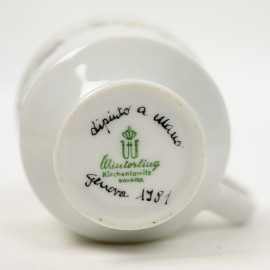 dipinto a mano
Winterling
Kirchenlamitz
BAVARIA
Genova 1981